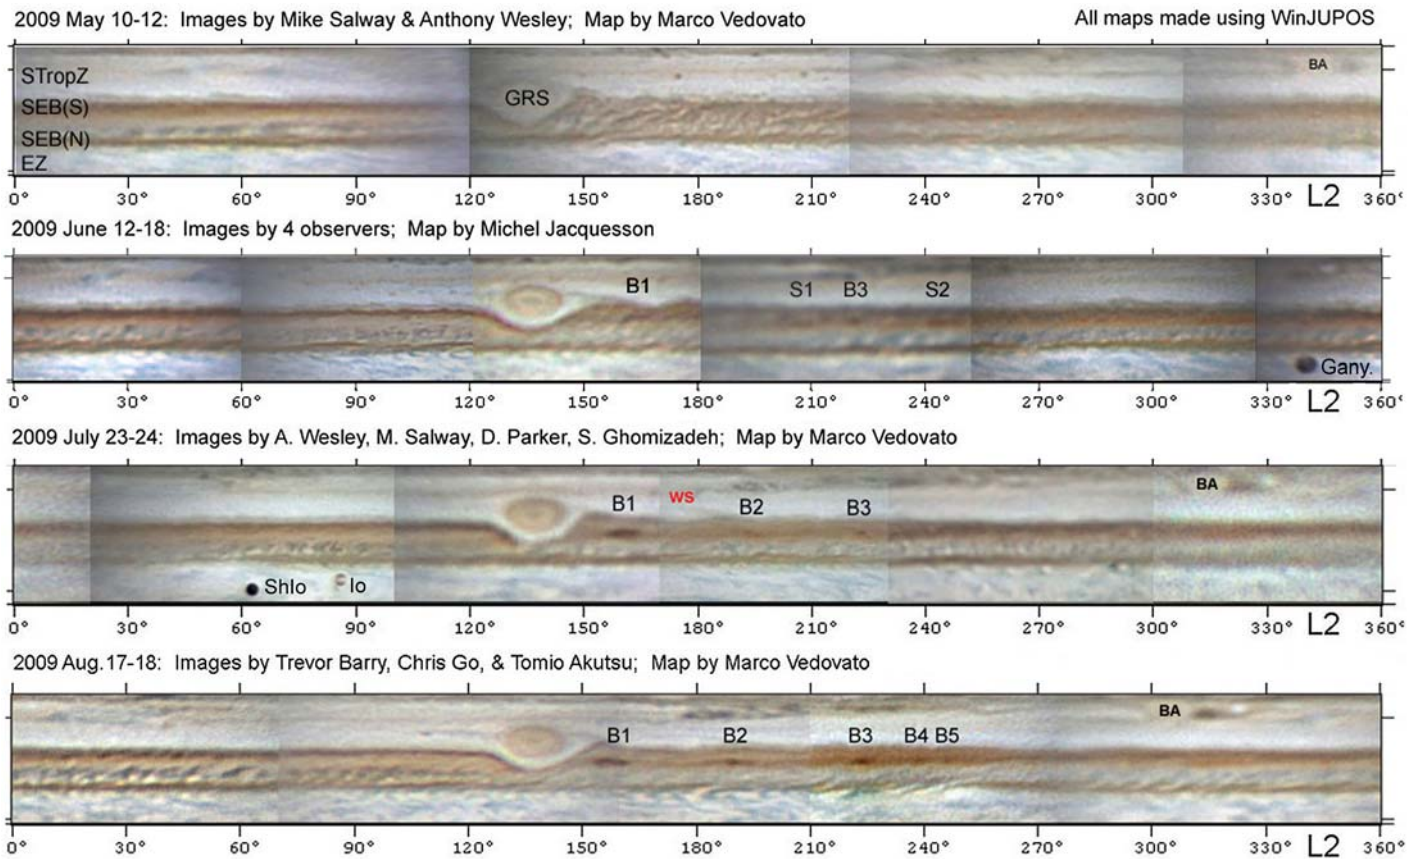 2009 May 10-12:  Images by Mike Salway & Anthony Wesley;  Map by Marco Vedovato    All maps made using WinJUPOS
BA
STropZ
GRS
SEB(S)
SEB(N)
EZ
0° 30° 60° 90° 120° 150° 180° 210° 240° 270° 300° 330° L2 360°
2009 June 12-18:  Images by 4 observers;  Map by Michel Jacquesson
B1 S1 B3 S2
Gany.
0° 30° 60° 90° 120° 150° 180° 210° 240° 270° 300° 330° L2 360°
2009 July 23-24:  Images by A. Wesley, M. Salway, D. Parker, S. Ghomizadeh;  Map by Marco Vedovato
BA
B1 WS B2 B3
ShIo Io
0° 30° 60° 90° 120° 150° 180° 210° 240° 270° 300° 330° L2 360°
2009 Aug.17-18:  Images by Trevor Barry, Chris Go, & Tomio Akutsu;  Map by Marco Vedovato
BA
B1 B2 B3 B4 B5
0° 30° 60° 90° 120° 150° 180° 210° 240° 270° 300° 330° L2 360°